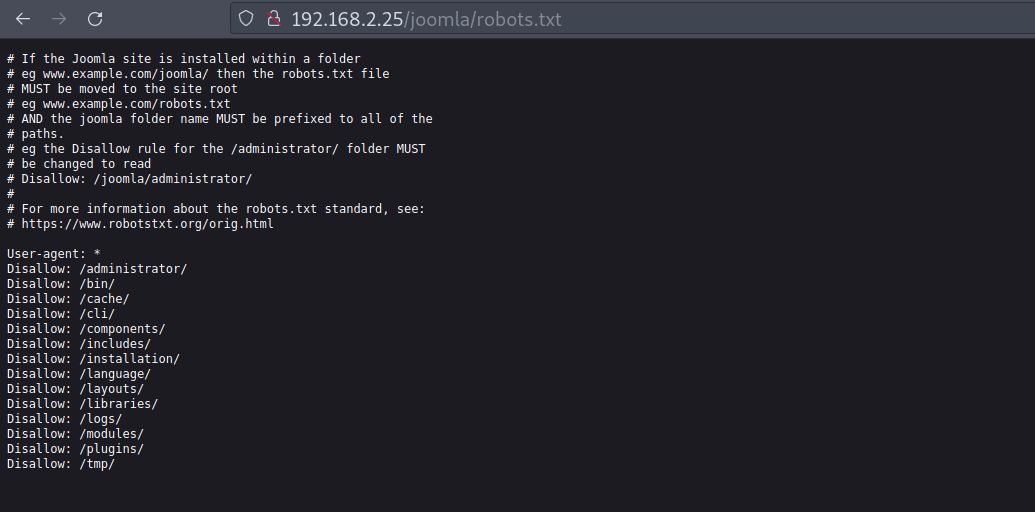 192.168.2.25/joomla/robots.txt
# If the Joomla site is installed within a folder
# eg www.example.com/joomla/ then the robots.txt file
# MUST be moved to the site root
# eg www.example.com/robots.txt
# AND the joomla folder name MUST be prefixed to all of the
# paths.
# eg the Disallow rule for the /administrator/ folder MUST
# be changed to read
# Disallow: /joomla/administrator/
#
# For more information about the robots.txt standard, see:
# https://www.robotstxt.org/orig.html

User-agent: *
Disallow: /administrator/
Disallow: /bin/
Disallow: /cache/
Disallow: /cli/
Disallow: /components/
Disallow: /includes/
Disallow: /installation/
Disallow: /language/
Disallow: /layouts/
Disallow: /libraries/
Disallow: /logs/
Disallow: /modules/
Disallow: /plugins/
Disallow: /tmp/